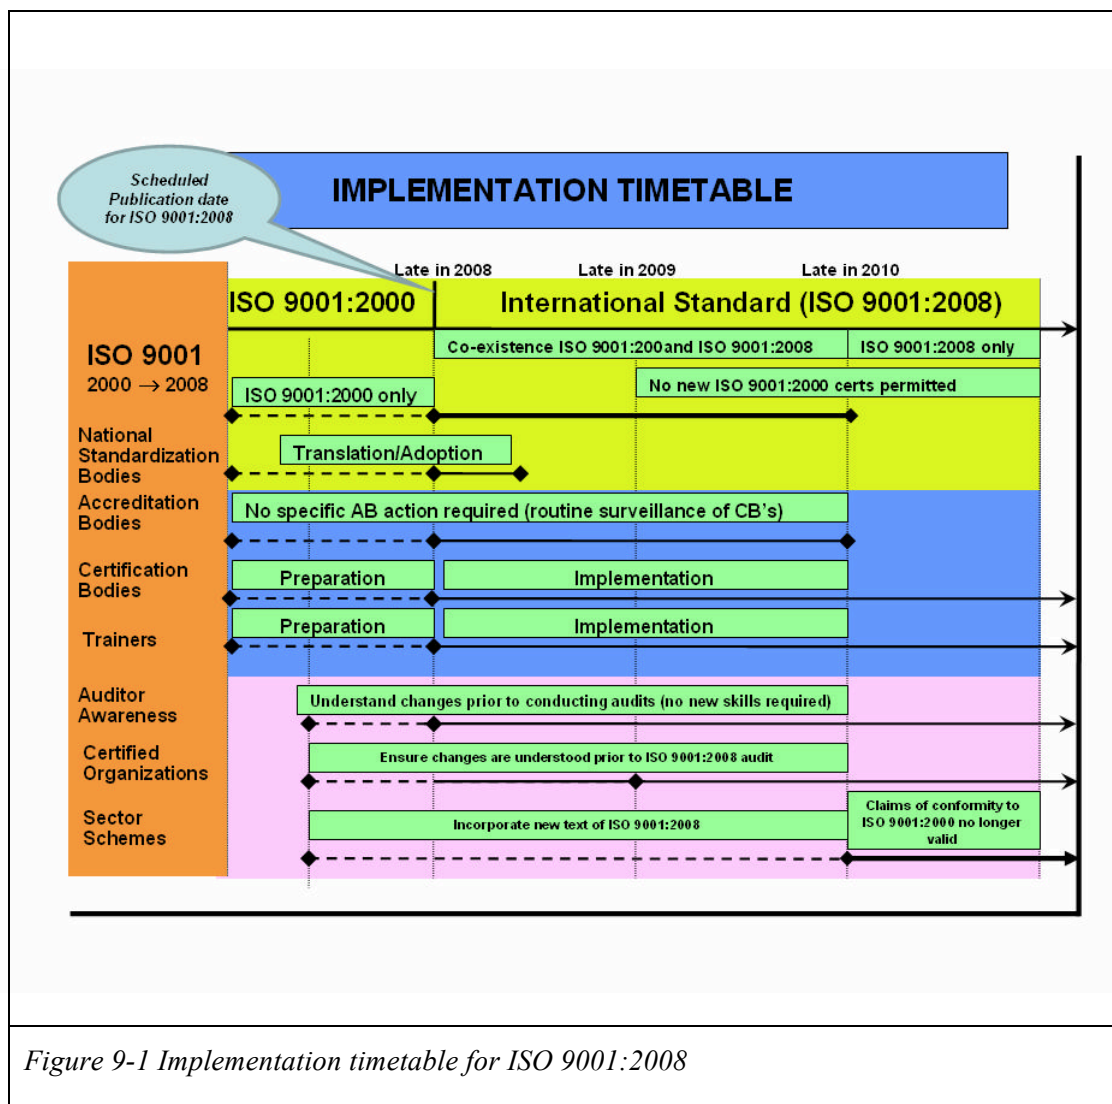 Scheduled
Publication date
for ISO 9001:2008
IMPLEMENTATION TIMETABLE
Late in 2008
Late in 2009
Late in 2010
ISO 9001:2000
International Standard (ISO 9001:2008)
ISO 9001
2000 → 2008
Co-existence ISO 9001:200and ISO 9001:2008
ISO 9001:2008 only
No new ISO 9001:2000 certs permitted
ISO 9001:2000 only
National
Standardization
Bodies
Translation/Adoption
Accreditation
Bodies
No specific AB action required (routine surveillance of CB's)
Certification
Bodies
Preparation
Implementation
Trainers
Preparation
Implementation
Auditor
Awareness
Understand changes prior to conducting audits (no new skills required)
Certified
Organizations
Ensure changes are understood prior to ISO 9001:2008 audit
Sector
Schemes
Incorporate new text of ISO 9001:2008
Claims of conformity to
ISO 9001:2000 no longer
valid
Figure 9-1 Implementation timetable for ISO 9001:2008